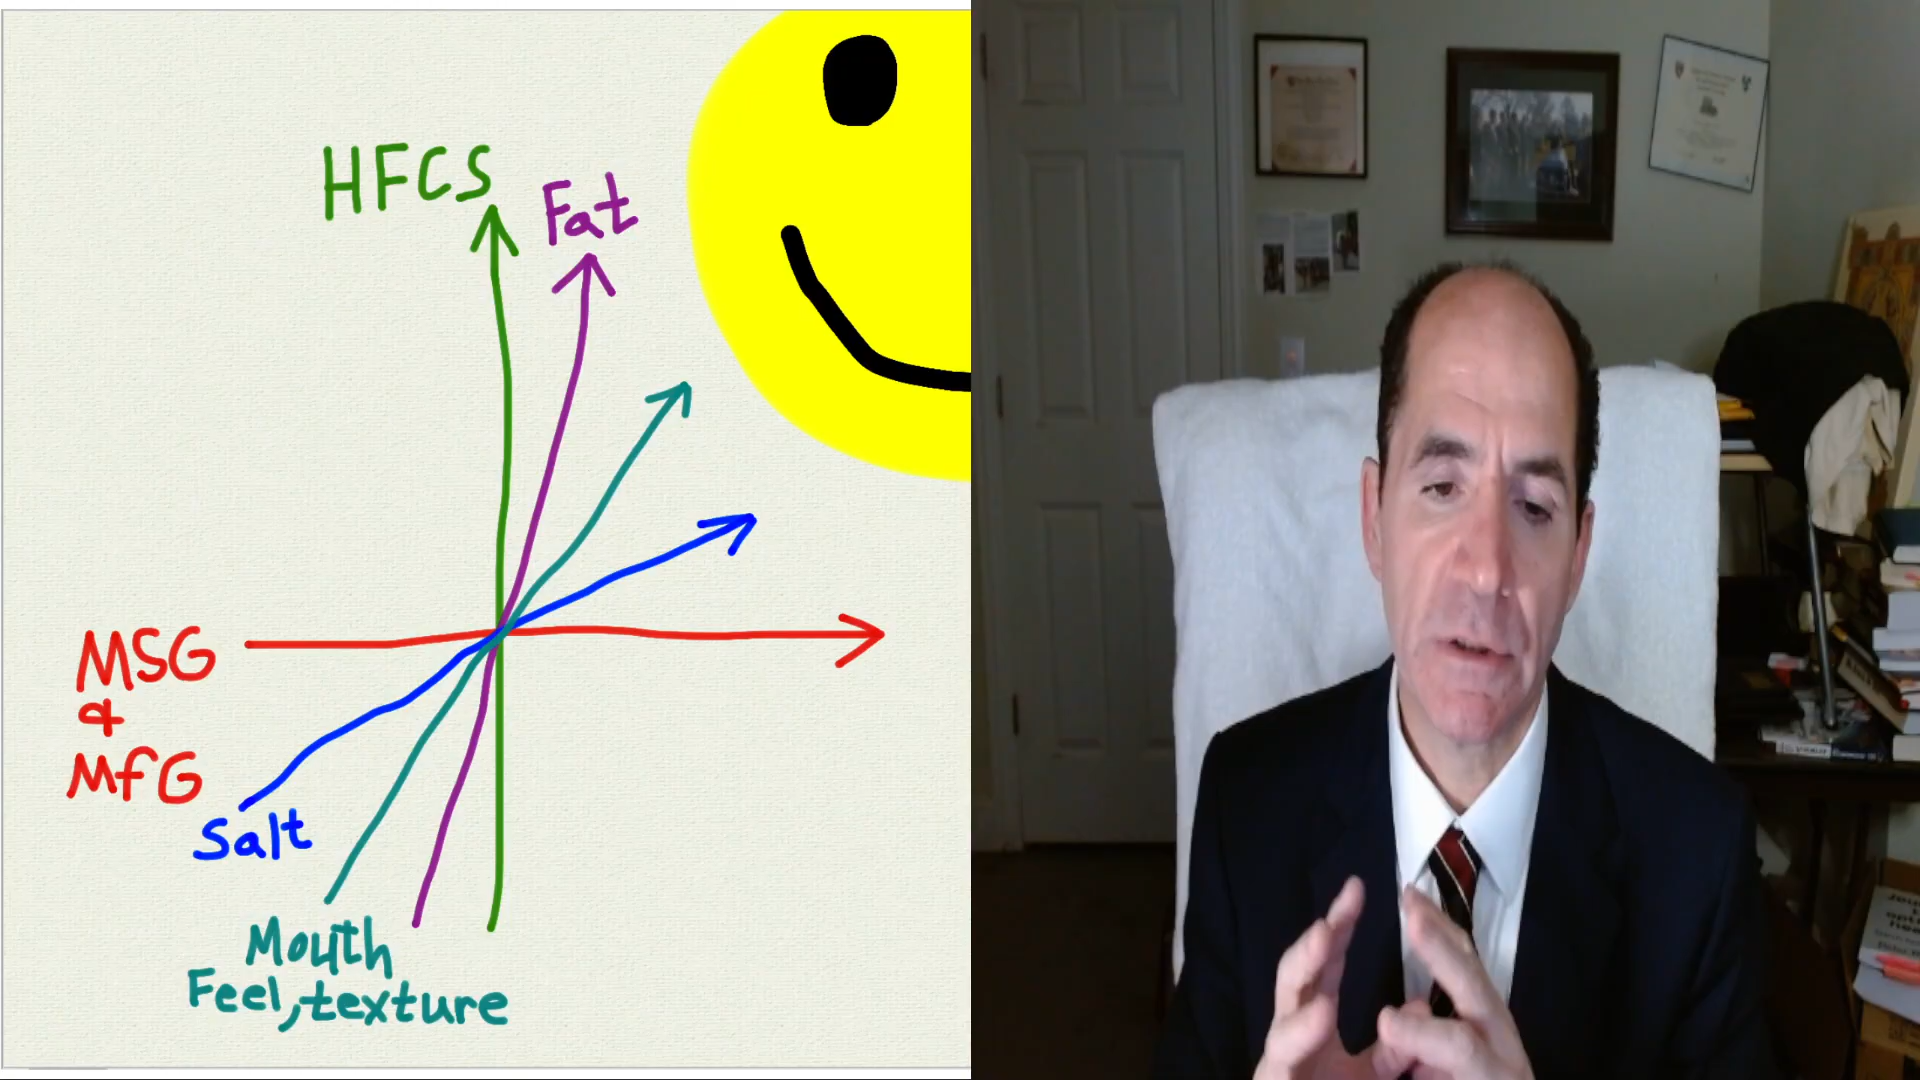 HFCS
Fat
MSG
&
MfG
Salt
Mouth
Feel, texture